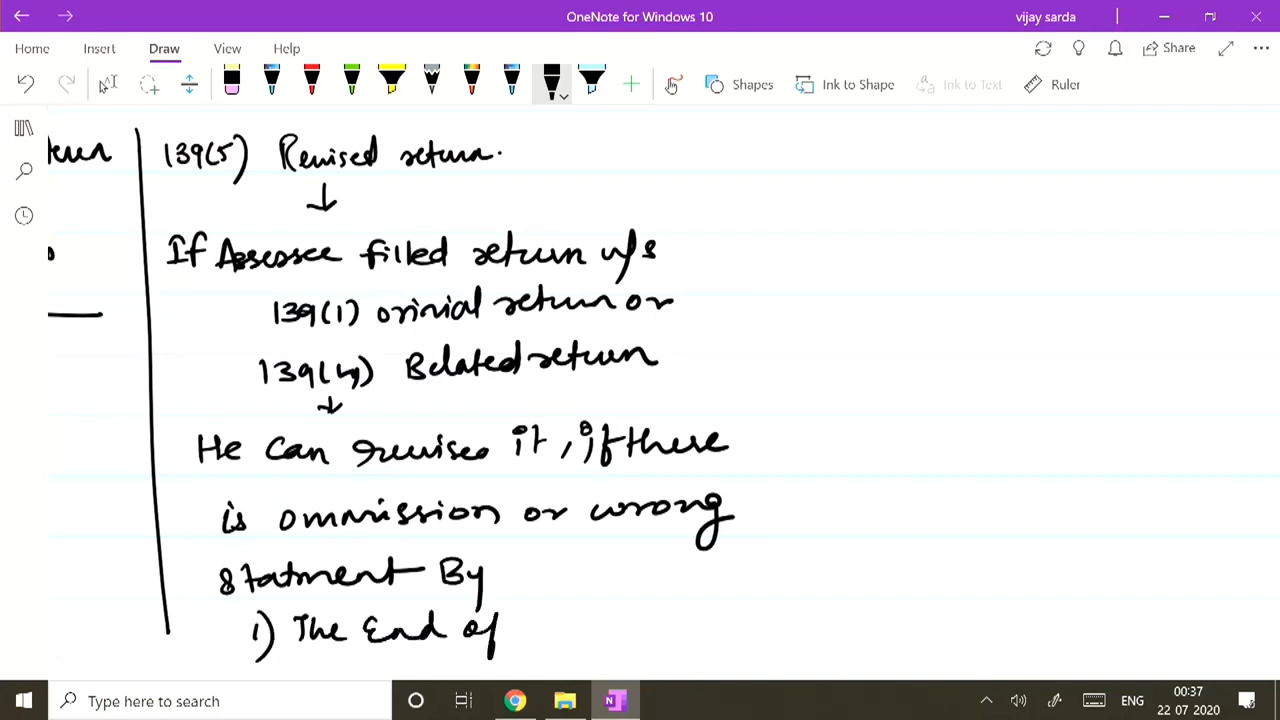 OneNote for Windows 10
vijay sarda
Home Insert Draw View Help
Share
Shapes Ink to Shape Ink to Text Ruler
139(5) Revised return.
If Assessee filled return u/s
139(1) orinial return or
139(4) Belated return
He can revises it, if there
is ommission or wrong
statment By
1) The End of
Type here to search
ENG
00:37
22-07-2020
3